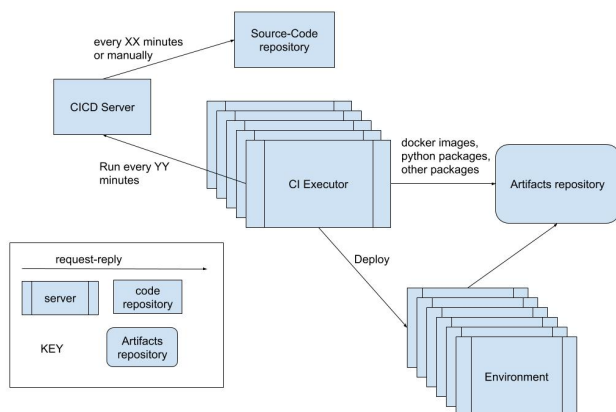 every XX minutes
or manually
Source-Code
repository
CICD Server
Run every YY
minutes
CI Executor
docker images,
python packages,
other packages
Artifacts repository
Deploy
Environment
request-reply
server
code
repository
KEY
Artifacts
repository